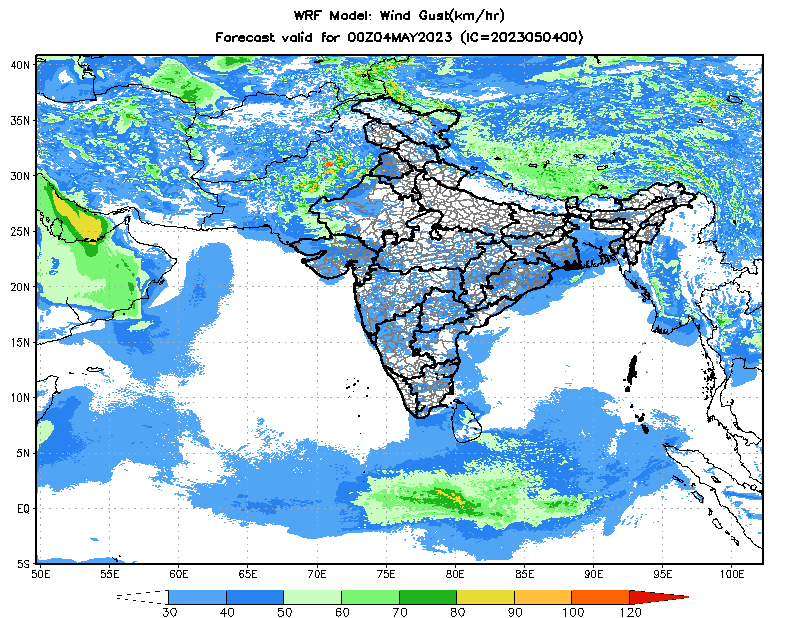 WRF Model: Wind Gust(km/hr)
Forecast valid for 00Z04MAY2023 (IC=2023050400)
40N
35N
30N
25N
20N
15N
10N
5N
EQ
5S
50E 55E 60E 65E 70E 75E 80E 85E 90E 95E 100E
30 40 50 60 70 80 90 100 120